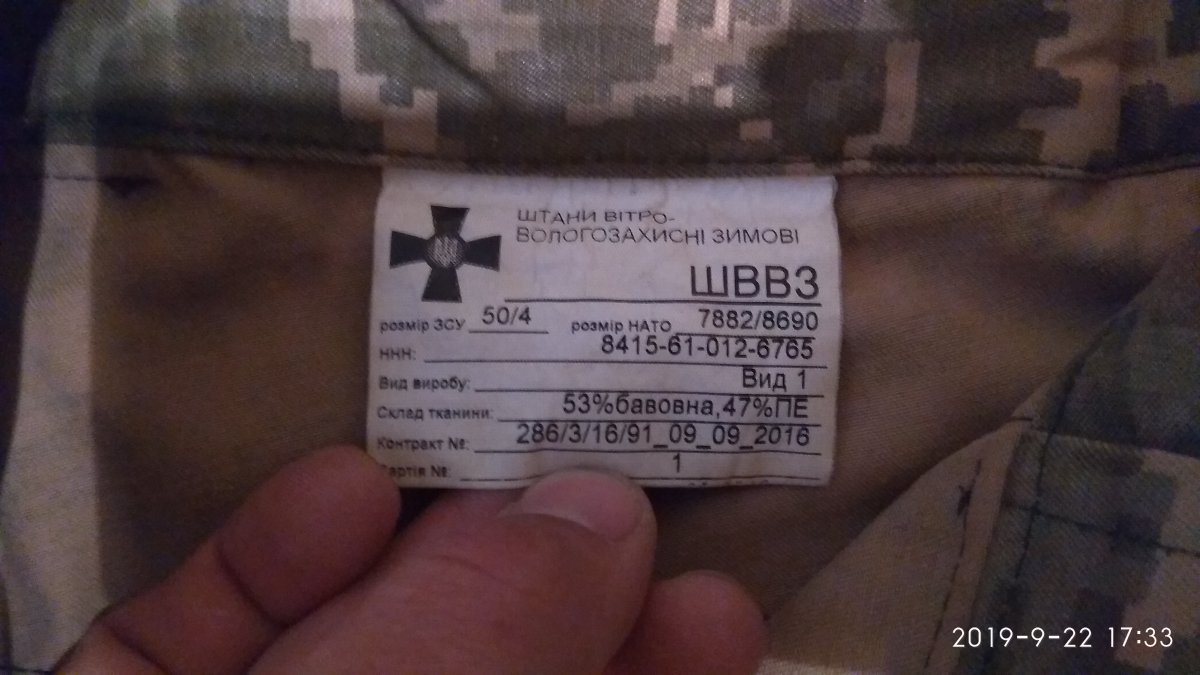 ШТАНИ ВІТРО-
ВОЛОГОЗАХИСНІ ЗИМОВІ
ШВВЗ
розмір ЗСУ 50/4 розмір НАТО 7882/8690
ННН: 8415-61-012-6765
Вид виробу: Вид 1
Склад тканини: 53%бавовна,47%ПЕ
Контракт №: 286/3/16/91_09_09_2016
Партія №: 1
2019-9-22 17:33